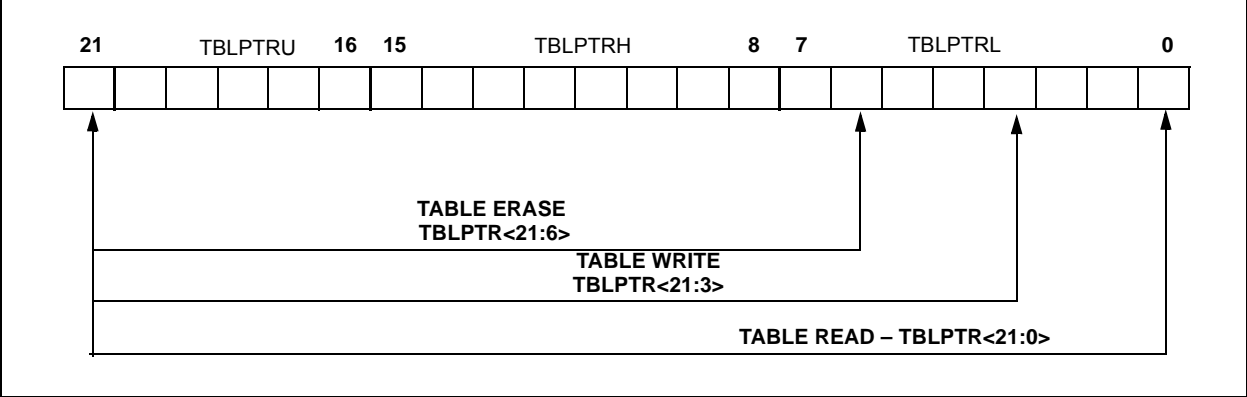 21 TBLPTRU 16 15 TBLPTRH 8 7 TBLPTRL 0
TABLE ERASE
TBLPTR<21:6>
TABLE WRITE
TBLPTR<21:3>
TABLE READ – TBLPTR<21:0>